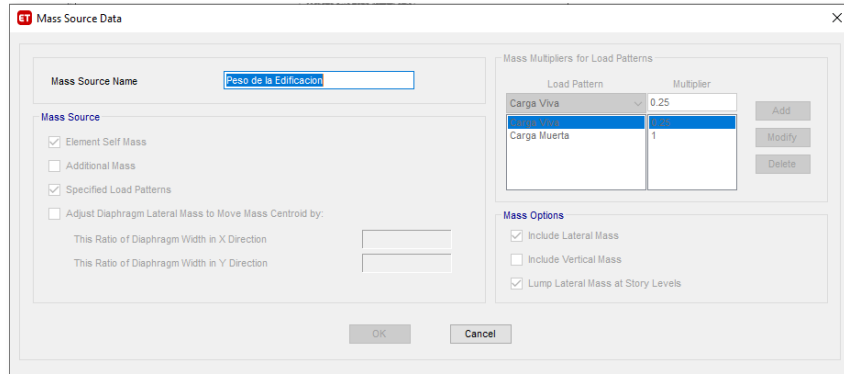 ET Mass Source Data
Mass Source Name
Peso de la Edificacion
Mass Source
Element Self Mass
Additional Mass
Specified Load Patterns
Adjust Diaphragm Lateral Mass to Move Mass Centroid by:
This Ratio of Diaphragm Width in X Direction
This Ratio of Diaphragm Width in Y Direction
Mass Multipliers for Load Patterns
Load Pattern Multiplier
Carga Viva 0.25
Carga Viva 0.25
Carga Muerta 1
Add
Modify
Delete
Mass Options
Include Lateral Mass
Include Vertical Mass
Lump Lateral Mass at Story Levels
OK Cancel